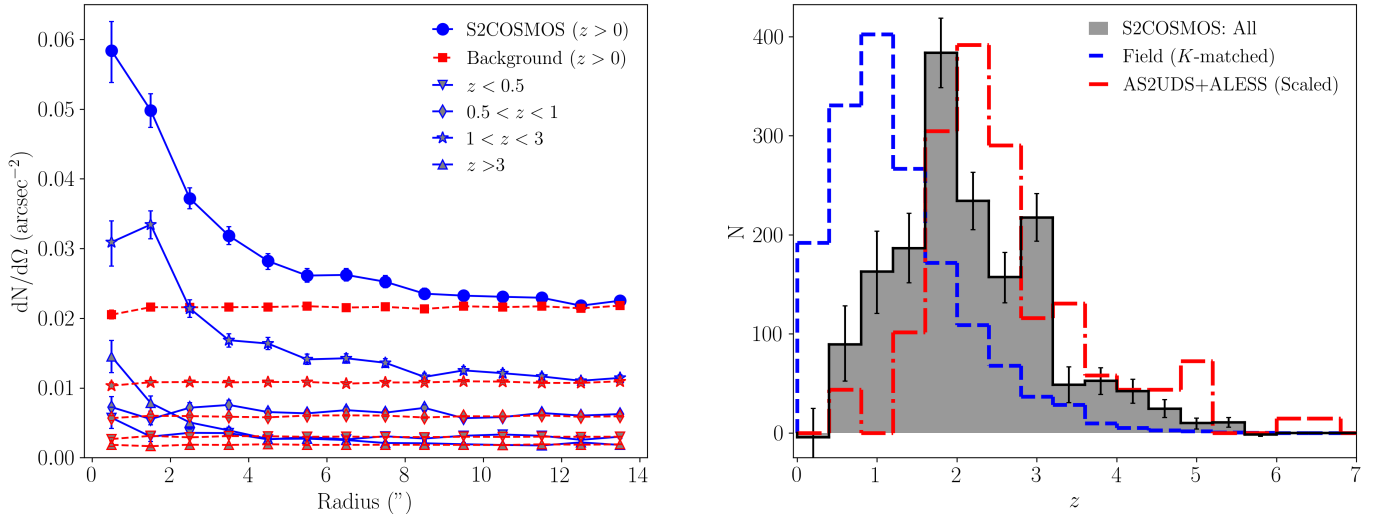 0.06
0.05
0.04
0.03
0.02
0.01
0.00
dN/dΩ (arcsec⁻²)
0
2
4
6
8
10
12
14
Radius (")
S2COSMOS (z > 0)
Background (z > 0)
z < 0.5
0.5 < z < 1
1 < z < 3
z >3
400
300
200
100
0
N
0
1
2
3
4
5
6
7
z
S2COSMOS: All
Field (K-matched)
AS2UDS+ALESS (Scaled)